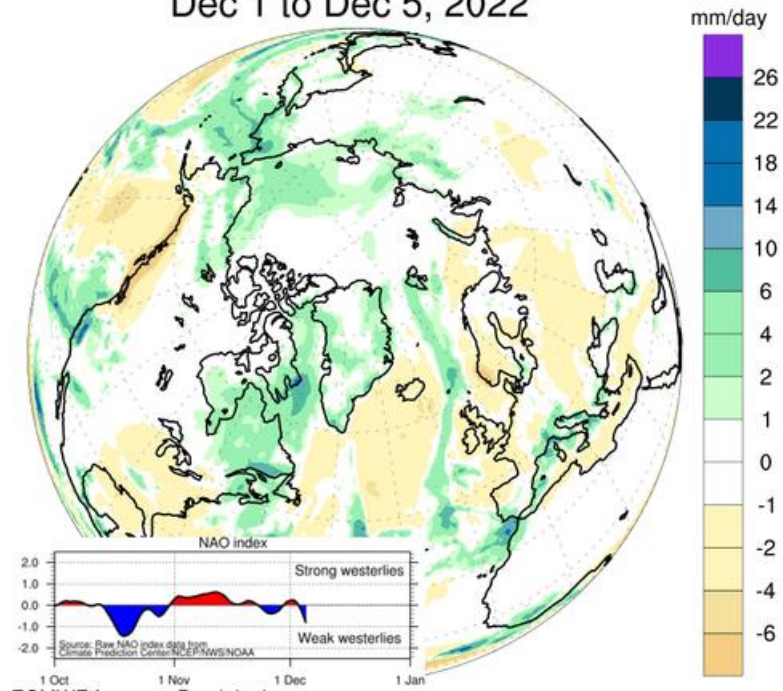 Dec 1 to Dec 5, 2022
mm/day
26
22
18
14
10
6
4
2
1
0
-1
-2
-4
-6
NAO index
2.0
1.0
0.0
-1.0
-2.0
Strong westerlies
Weak westerlies
Source: Raw NAO index data from
Climate Prediction Center/NCEP/NWS/NOAA
1 Oct
1 Nov
1 Dec
1 Jan